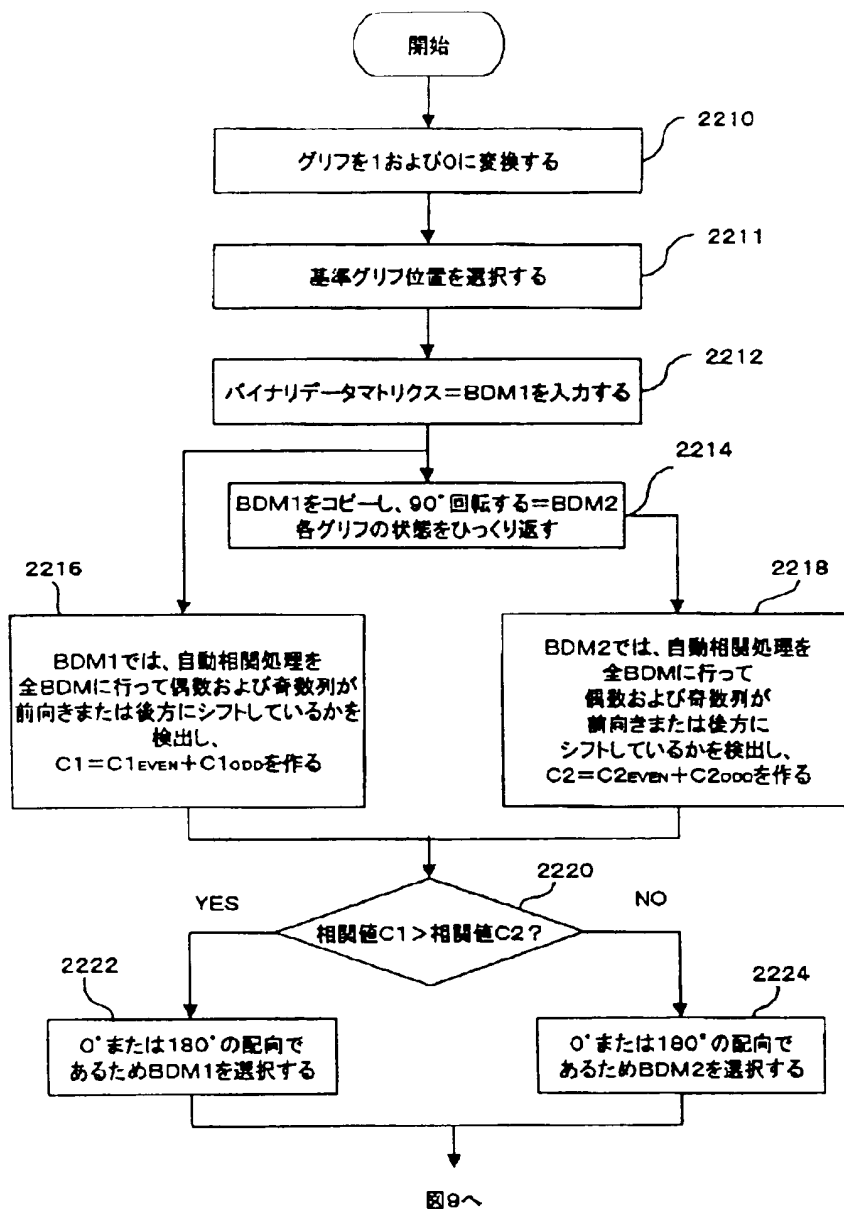 開始
2210
グリフを1および0に変換する
2211
基準グリフ位置を選択する
2212
バイナリデータマトリクス=BDM1を入力する
2214
BDM1をコピーし、90°回転する=BDM2
各グリフの状態をひっくり返す
2216
BDM1では、自動相関処理を
全BDMに行って偶数および奇数列が
前向きまたは後方にシフトしているかを
検出し、
C1=C1EVEN+C1ODDを作る
2218
BDM2では、自動相関処理を
全BDMに行って
偶数および奇数列が
前向きまたは後方に
シフトしているかを検出し、
C2=C2EVEN+C2ODDを作る
2220
YES
NO
相関値C1>相関値C2?
2222
0°または180°の配向で
あるためBDM1を選択する
2224
0°または180°の配向で
あるためBDM2を選択する
図9へ